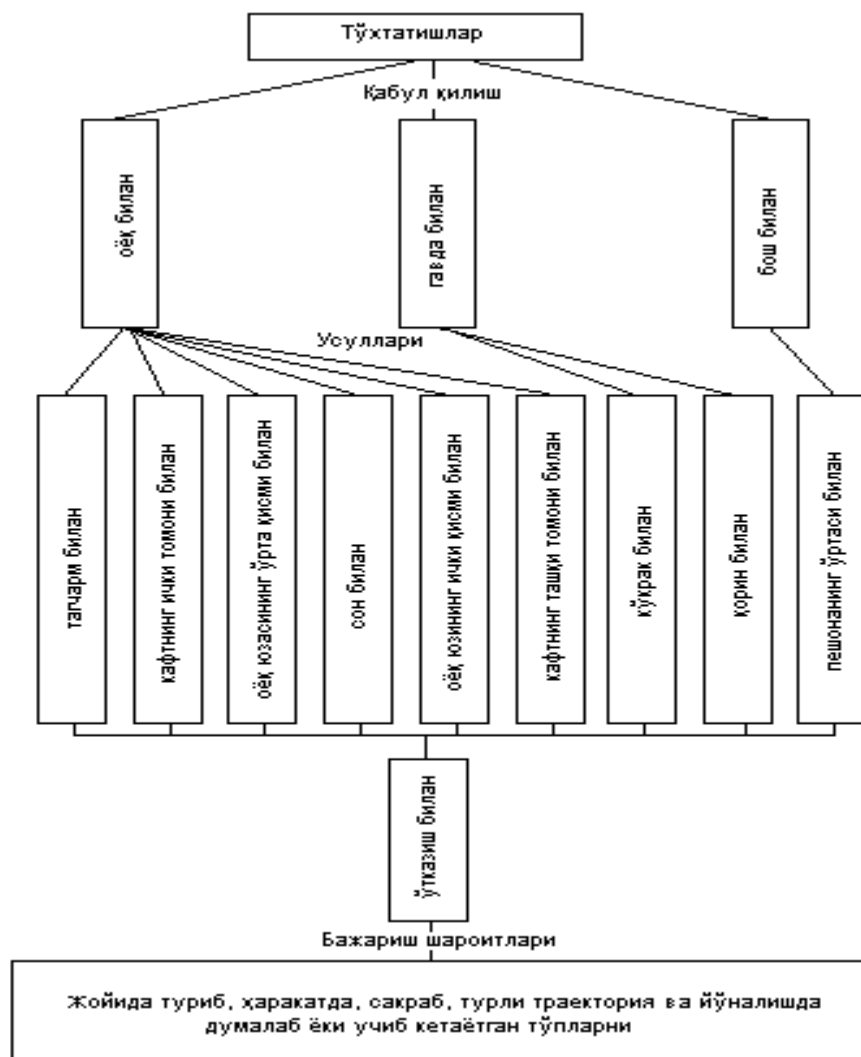 Тўхтатишлар
Қабул қилиш
оёқ билан
гавда билан
бош билан
Усуллари
тагчарм билан
кафтнинг ички томони билан
оёқ юзасининг ўрта қисми билан
сон билан
оёқ юзининг ички қисми билан
кафтнинг ташқи томони билан
кўкрак билан
қорин билан
пешонанинг ўртаси билан
ўтказиш билан
Бажариш шароитлари
Жойида туриб, ҳаракатда, сакраб, турли траектория ва йўналишда
думалаб ёки учиб кетаётган тўпларни